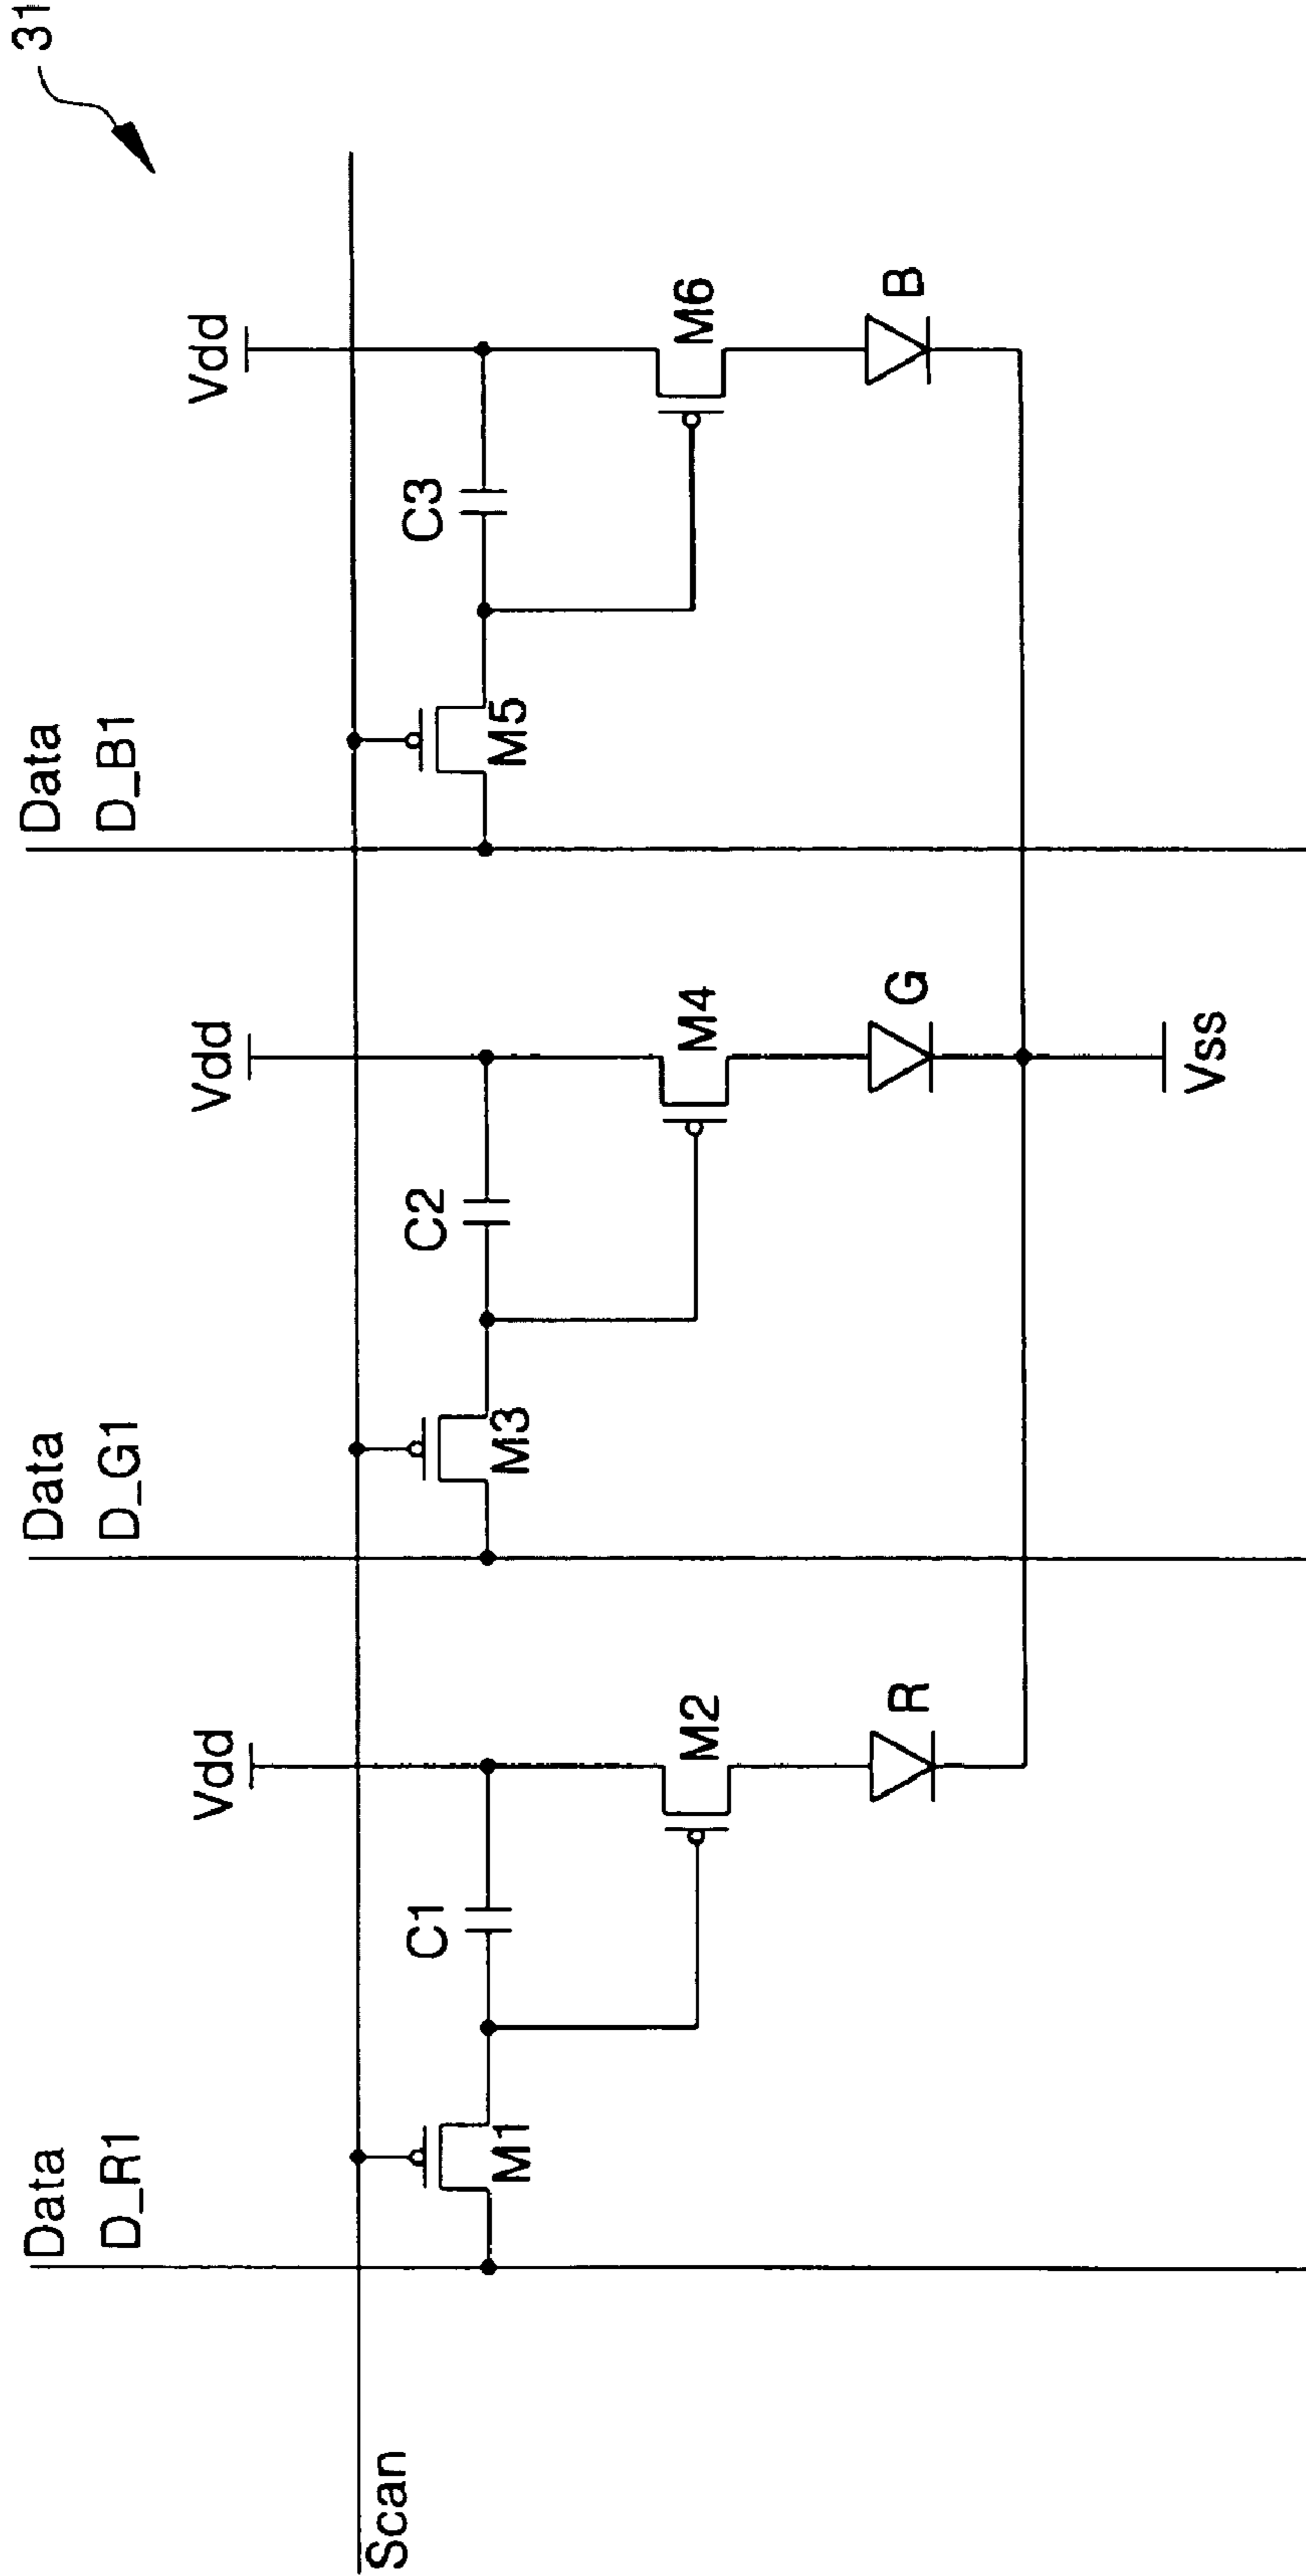 31
Data
D_R1
Data
D_G1
Data
D_B1
Vdd
Vdd
Vdd
Scan
C1
C2
C3
M1
M3
M5
M2
M4
M6
R
G
B
Vss